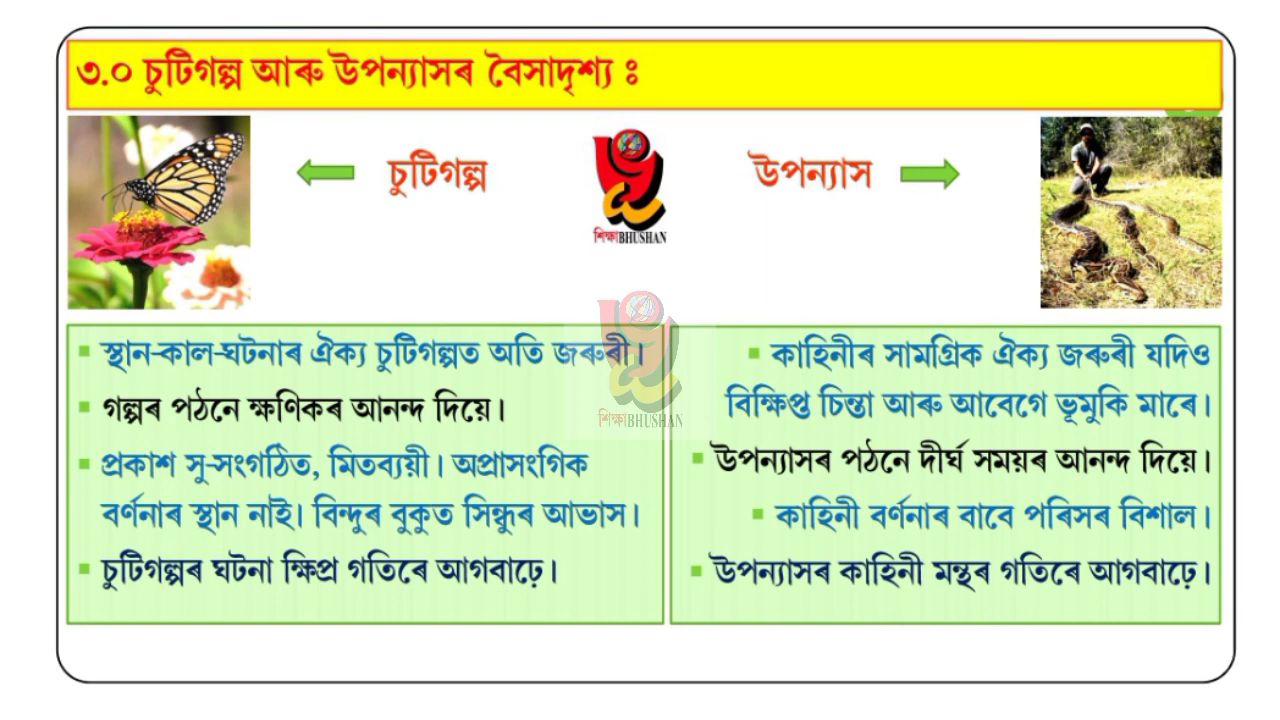 ৩.০ চুটিগল্প আৰু উপন্যাসৰ বৈসাদৃশ্য ঃ
চুটিগল্প
উপন্যাস
শিক্ষাBHUSHAN
▪ স্থান-কাল-ঘটনাৰ ঐক্য চুটিগল্পত অতি জৰুৰী।
▪ গল্পৰ পঠনে ক্ষণিকৰ আনন্দ দিয়ে।
▪ প্ৰকাশ সু-সংগঠিত, মিতব্যয়ী। অপ্ৰাসংগিক
বৰ্ণনাৰ স্থান নাই। বিন্দুৰ বুকুত সিন্ধুৰ আভাস।
▪ চুটিগল্পৰ ঘটনা ক্ষিপ্ৰ গতিৰে আগবাঢ়ে।
▪ কাহিনীৰ সামগ্ৰিক ঐক্য জৰুৰী যদিও
বিক্ষিপ্ত চিন্তা আৰু আবেগে ভূমুকি মাৰে।
▪ উপন্যাসৰ পঠনে দীৰ্ঘ সময়ৰ আনন্দ দিয়ে।
▪ কাহিনী বৰ্ণনাৰ বাবে পৰিসৰ বিশাল।
▪ উপন্যাসৰ কাহিনী মন্থৰ গতিৰে আগবাঢ়ে।
শিক্ষাBHUSHAN